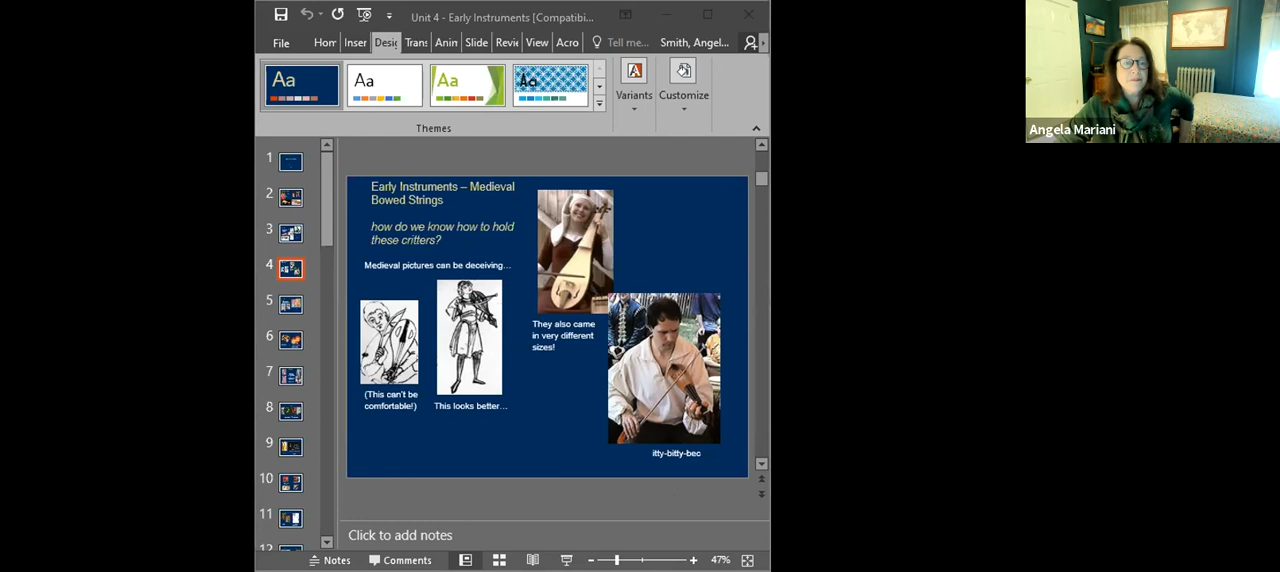 Unit 4 - Early Instruments [Compatibi...
File Hom Inser Desig Trans Anim Slide Revie View Acro Tell me... Smith, Angel...
Aa Aa Aa Aa
Variants Customize
Themes
1
2
3
4
5
6
7
8
9
10
11
12
Early Instruments – Medieval
Bowed Strings
how do we know how to hold
these critters?
Medieval pictures can be deceiving...
(This can't be
comfortable!)
This looks better...
They also came
in very different
sizes!
itty-bitty-bec
Click to add notes
Notes Comments 47%
Angela Mariani